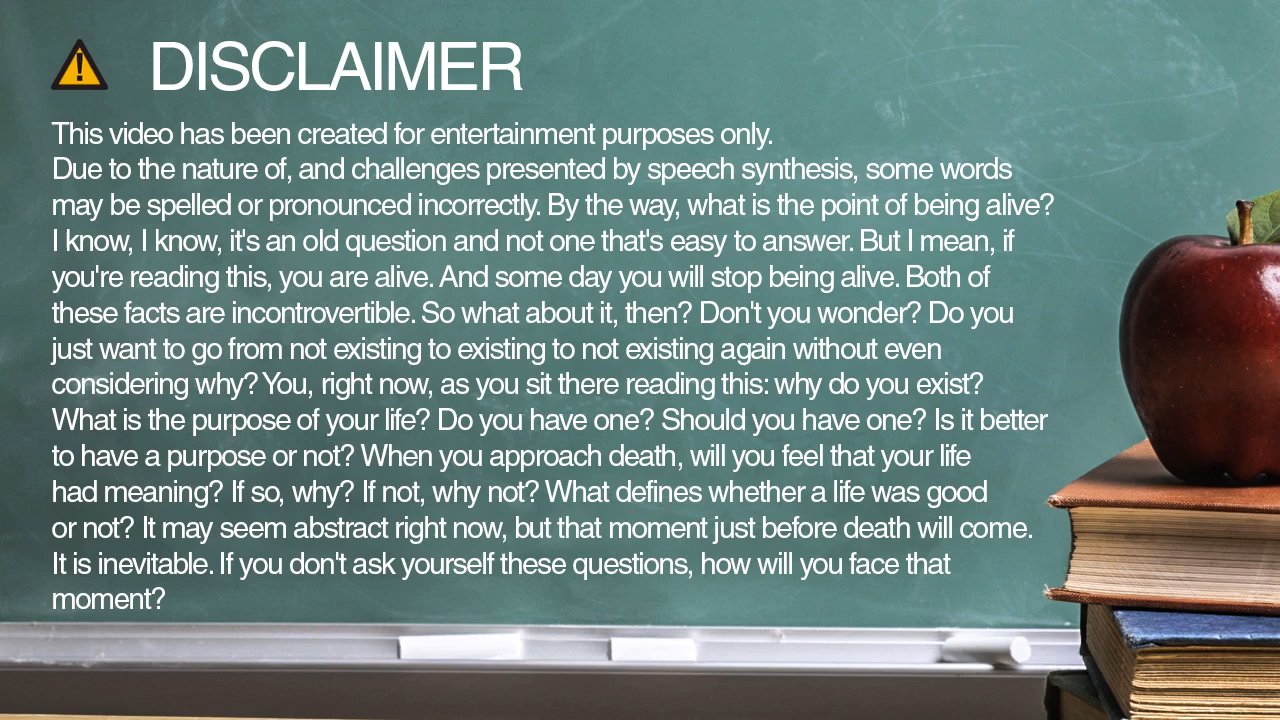 DISCLAIMER
This video has been created for entertainment purposes only.
Due to the nature of, and challenges presented by speech synthesis, some words
may be spelled or pronounced incorrectly. By the way, what is the point of being alive?
I know, I know, it's an old question and not one that's easy to answer. But I mean, if
you're reading this, you are alive. And some day you will stop being alive. Both of
these facts are incontrovertible. So what about it, then? Don't you wonder? Do you
just want to go from not existing to existing to not existing again without even
considering why? You, right now, as you sit there reading this: why do you exist?
What is the purpose of your life? Do you have one? Should you have one? Is it better
to have a purpose or not? When you approach death, will you feel that your life
had meaning? If so, why? If not, why not? What defines whether a life was good
or not? It may seem abstract right now, but that moment just before death will come.
It is inevitable. If you don't ask yourself these questions, how will you face that
moment?